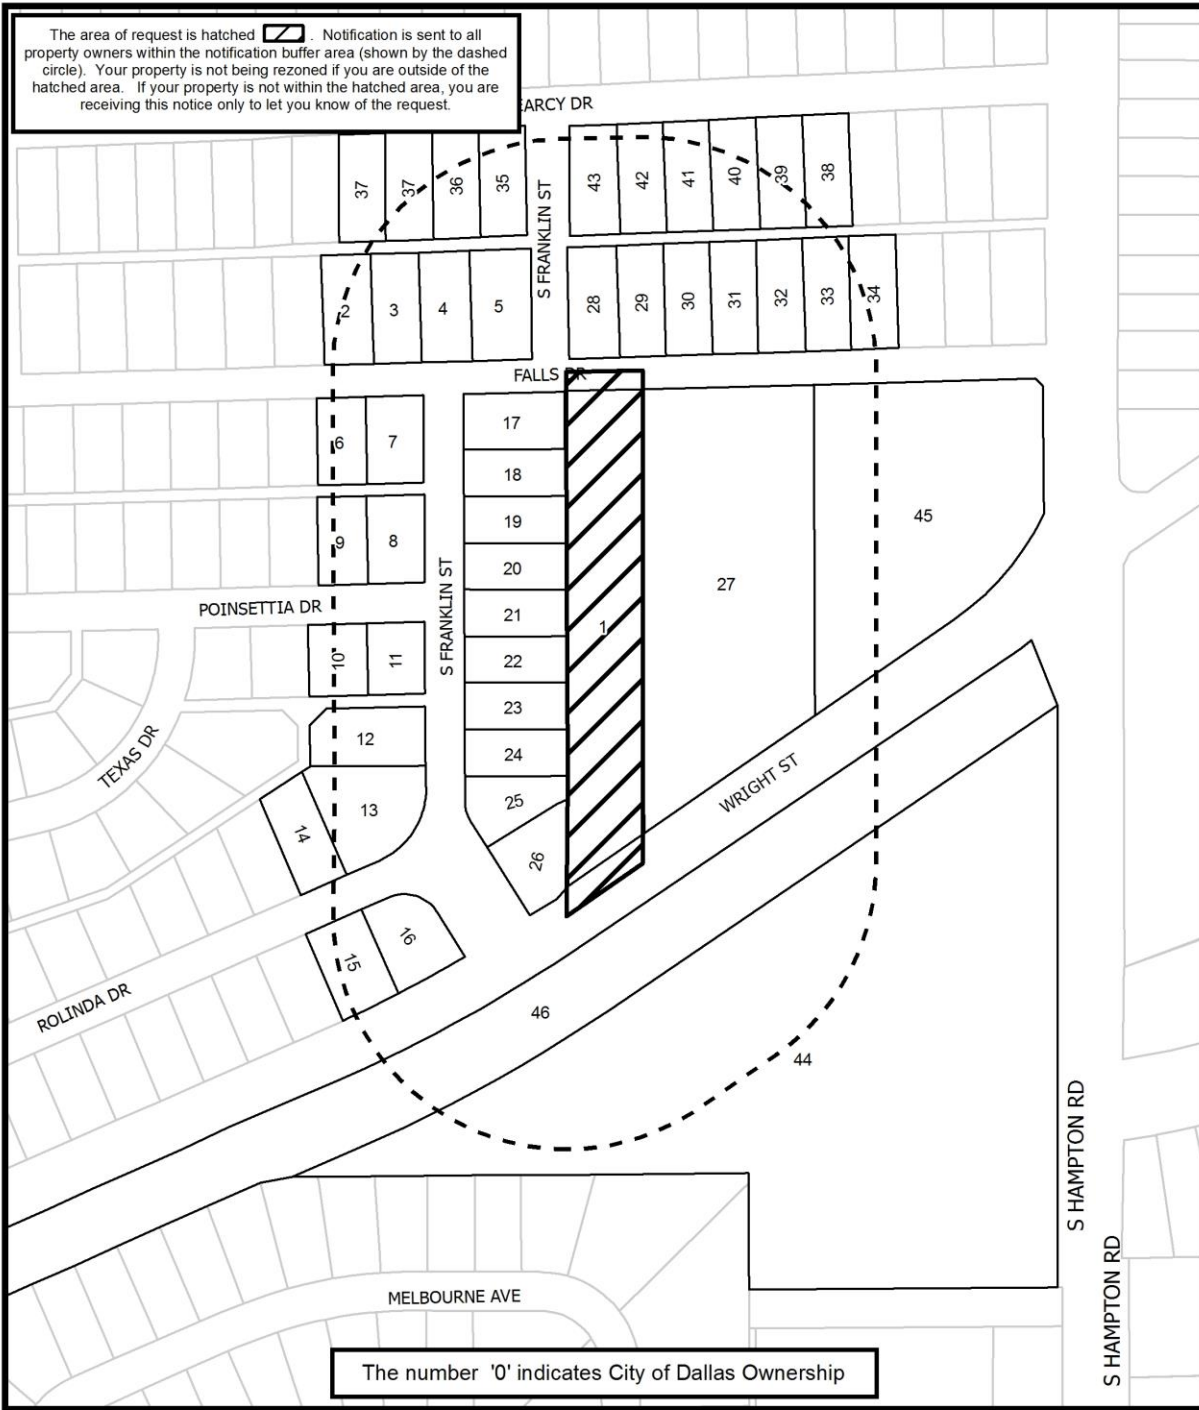 The area of request is hatched . Notification is sent to all
property owners within the notification buffer area (shown by the dashed
circle). Your property is not being rezoned if you are outside of the
hatched area. If your property is not within the hatched area, you are
receiving this notice only to let you know of the request.
EARCY DR
37
37
36
35
S FRANKLIN ST
43
42
41
40
39
38
2
3
4
5
28
29
30
31
32
33
34
FALLS DR
6
7
17
18
9
8
19
20
1
27
45
POINSETTIA DR
S FRANKLIN ST
21
10
11
22
23
TEXAS DR
12
24
WRIGHT ST
14
13
25
26
15
16
ROLINDA DR
46
44
S HAMPTON RD
MELBOURNE AVE
S HAMPTON RD
The number '0' indicates City of Dallas Ownership